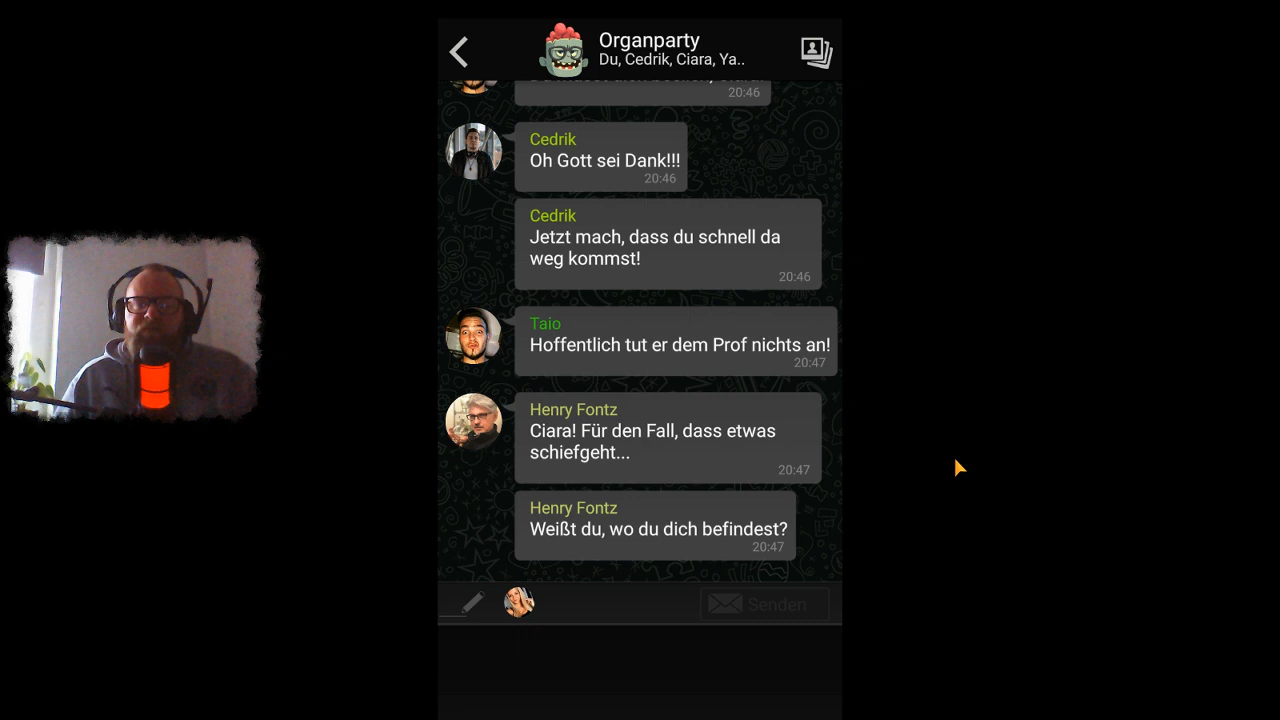 Organparty
Du, Cedrik, Ciara, Ya..
20:46
Cedrik
Oh Gott sei Dank!!!
20:46
Cedrik
Jetzt mach, dass du schnell da
weg kommst!
20:46
Taio
Hoffentlich tut er dem Prof nichts an!
20:47
Henry Fontz
Ciara! Für den Fall, dass etwas
schiefgeht...
20:47
Henry Fontz
Weißt du, wo du dich befindest?
20:47
Senden